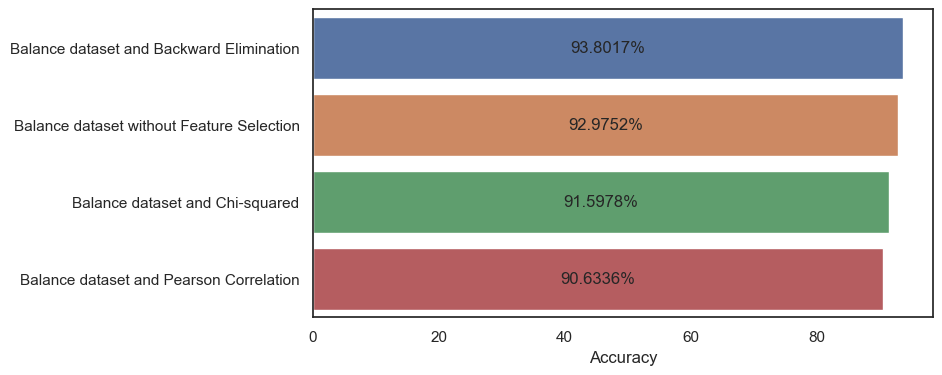 Balance dataset and Backward Elimination
93.8017%
Balance dataset without Feature Selection
92.9752%
Balance dataset and Chi-squared
91.5978%
Balance dataset and Pearson Correlation
90.6336%
0 20 40 60 80
Accuracy